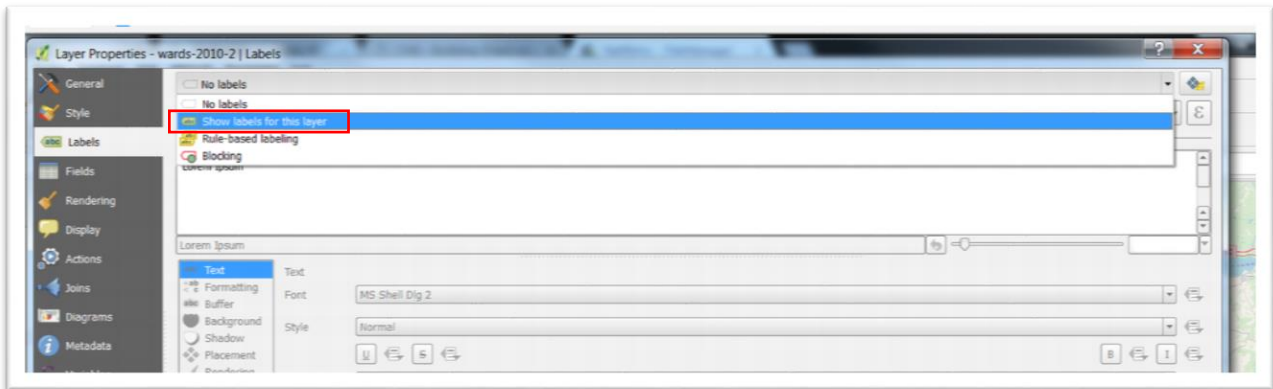 Layer Properties - wards-2010-2 | Labels
General
Style
Labels
Fields
Rendering
Display
Actions
Joins
Diagrams
Metadata
No labels
No labels
Show labels for this layer
Rule-based labeling
Blocking
Lorem Ipsum
Lorem Ipsum
Text
Formatting
Buffer
Background
Shadow
Placement
Rendering
Text
Font
MS Shell Dlg 2
Style
Normal
U
S
B
I